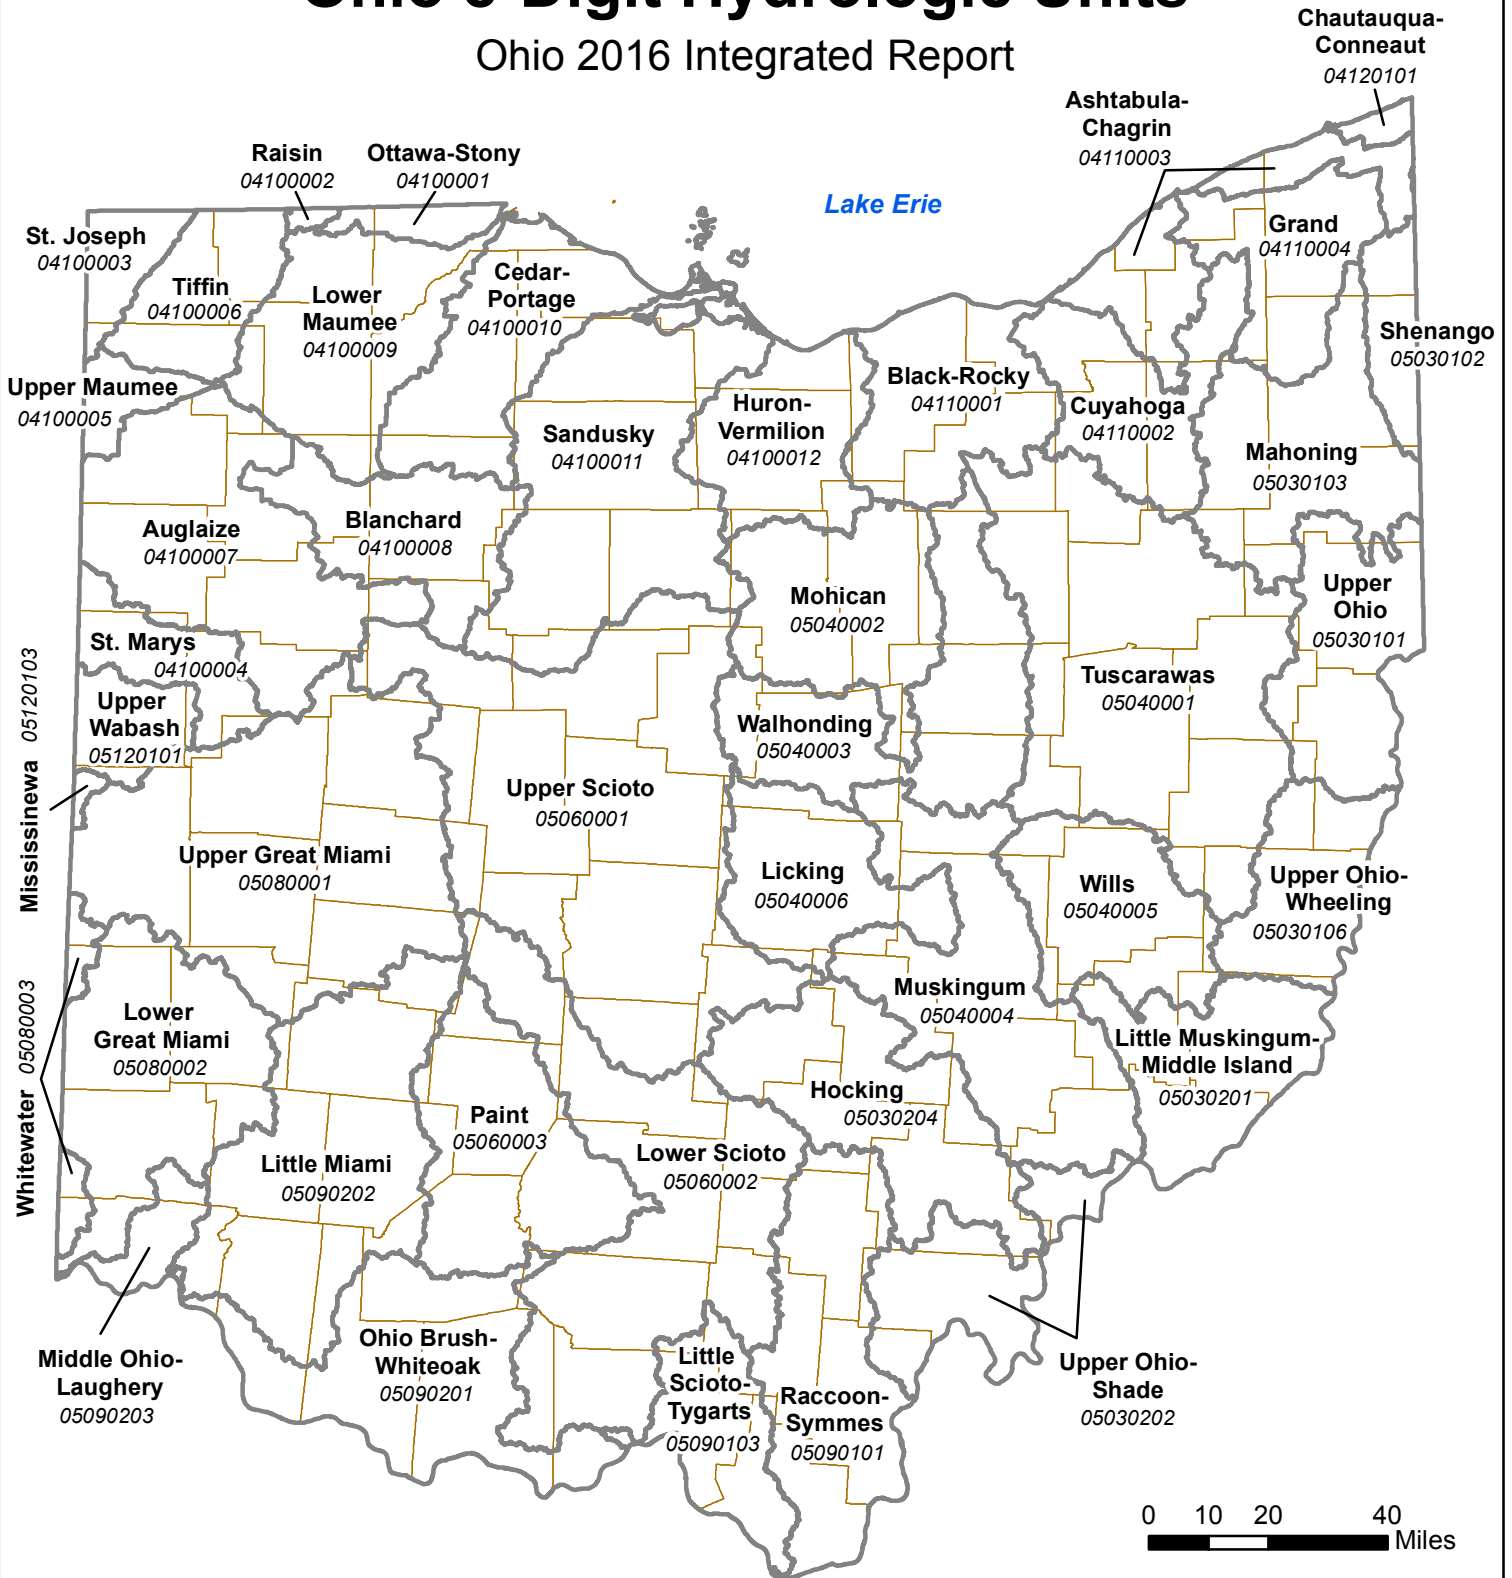 Ohio 8-Digit Hydrologic Units
Ohio 2016 Integrated Report
Chautauqua-
Conneaut
04120101
Ashtabula-
Chagrin
04110003
Raisin
04100002
Ottawa-Stony
04100001
Lake Erie
St. Joseph
04100003
Grand
04110004
Tiffin
04100006
Lower
Maumee
04100009
Cedar-
Portage
04100010
Shenango
05030102
Upper Maumee
04100005
Black-Rocky
04110001
Huron-
Vermilion
04100012
Cuyahoga
04110002
Sandusky
04100011
Mahoning
05030103
Auglaize
04100007
Blanchard
04100008
Mohican
05040002
Upper
Ohio
05030101
St. Marys
04100004
Tuscarawas
05040001
Upper
Wabash
05120101
Mississinewa 05120103
Walhonding
05040003
Upper Scioto
05060001
Upper Great Miami
05080001
Licking
05040006
Wills
05040005
Upper Ohio-
Wheeling
05030106
Whitewater 05080003
Lower
Great Miami
05080002
Muskingum
05040004
Little Muskingum-
Middle Island
05030201
Hocking
05030204
Paint
05060003
Lower Scioto
05060002
Little Miami
05090202
Middle Ohio-
Laughery
05090203
Ohio Brush-
Whiteoak
05090201
Little
Scioto-
Tygarts
05090103
Raccoon-
Symmes
05090101
Upper Ohio-
Shade
05030202
0 10 20 40
Miles